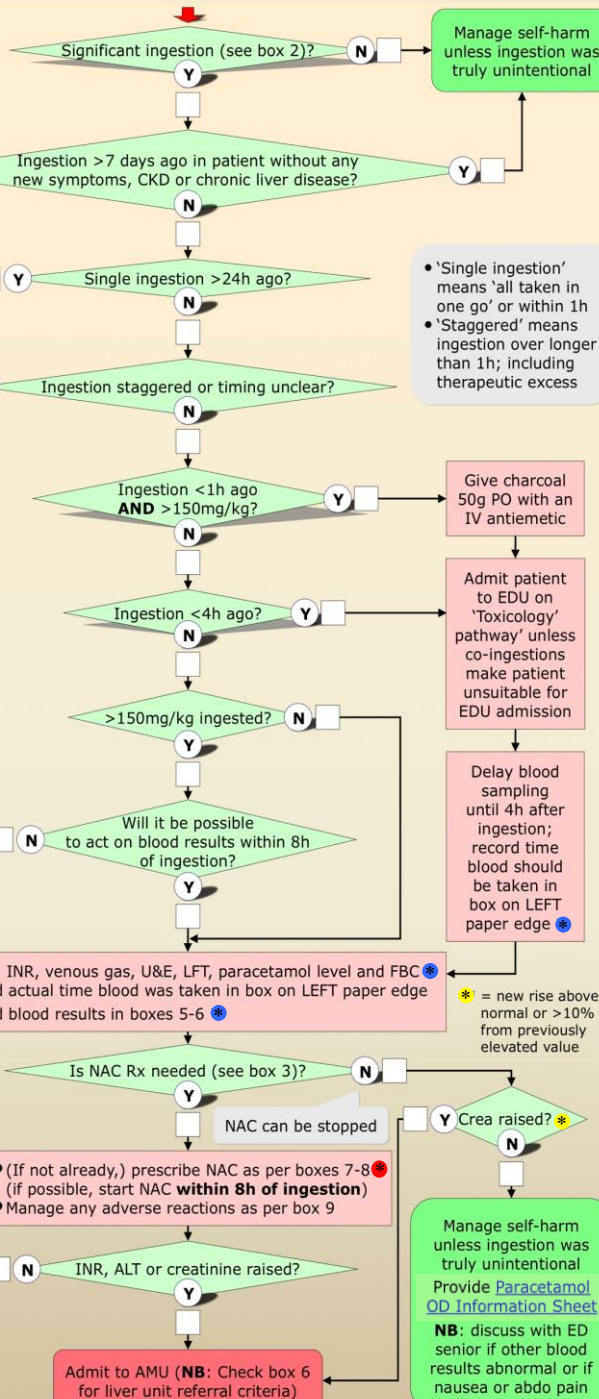 Significant ingestion (see box 2)?
N
Y
Manage self-harm
unless ingestion was
truly unintentional
Ingestion >7 days ago in patient without any
new symptoms, CKD or chronic liver disease?
Y
N
Y
Single ingestion >24h ago?
N
• 'Single ingestion'
means 'all taken in
one go' or within 1h
• 'Staggered' means
ingestion over longer
than 1h; including
therapeutic excess
Ingestion staggered or timing unclear?
N
Ingestion <1h ago
AND >150mg/kg?
Y
N
Give charcoal
50g PO with an
IV antiemetic
Ingestion <4h ago?
Y
N
Admit patient
to EDU on
'Toxicology'
pathway' unless
co-ingestions
make patient
unsuitable for
EDU admission
>150mg/kg ingested?
N
Y
Will it be possible
to act on blood results within 8h
of ingestion?
N
Y
Delay blood
sampling
until 4h after
ingestion;
record time
blood should
be taken in
box on LEFT
paper edge *
INR, venous gas, U&E, LFT, paracetamol level and FBC *
d actual time blood was taken in box on LEFT paper edge
d blood results in boxes 5-6 *
* = new rise above
normal or >10%
from previously
elevated value
Is NAC Rx needed (see box 3)?
N
Y
NAC can be stopped
Y
Crea raised? *
N
• (If not already,) prescribe NAC as per boxes 7-8 *
(if possible, start NAC within 8h of ingestion)
• Manage any adverse reactions as per box 9
N
INR, ALT or creatinine raised?
Y
Manage self-harm
unless ingestion was
truly unintentional
Provide Paracetamol
OD Information Sheet
NB: discuss with ED
senior if other blood
results abnormal or if
nausea or abdo pain
Admit to AMU (NB: Check box 6
for liver unit referral criteria)